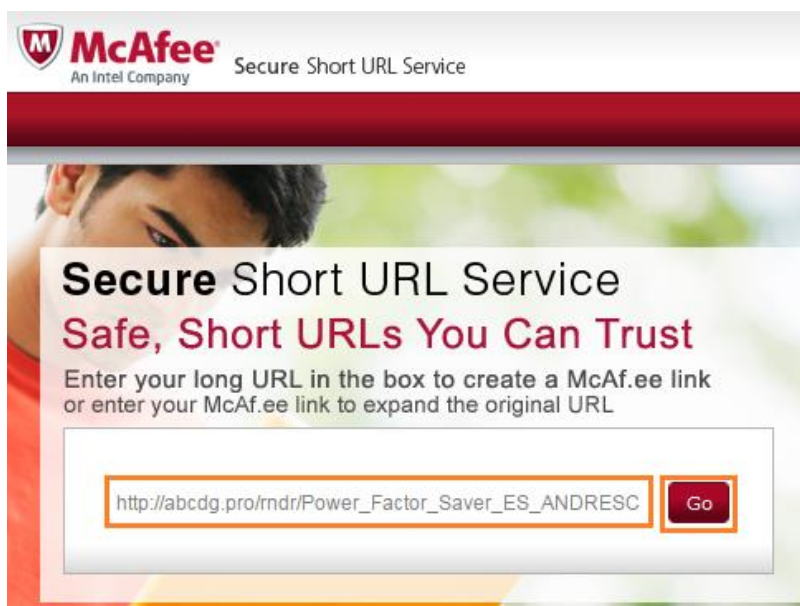 McAfee
An Intel Company
Secure Short URL Service
Secure Short URL Service
Safe, Short URLs You Can Trust
Enter your long URL in the box to create a McAf.ee link
or enter your McAf.ee link to expand the original URL
http://abcdg.pro/rndr/Power_Factor_Saver_ES_ANDRESC
Go